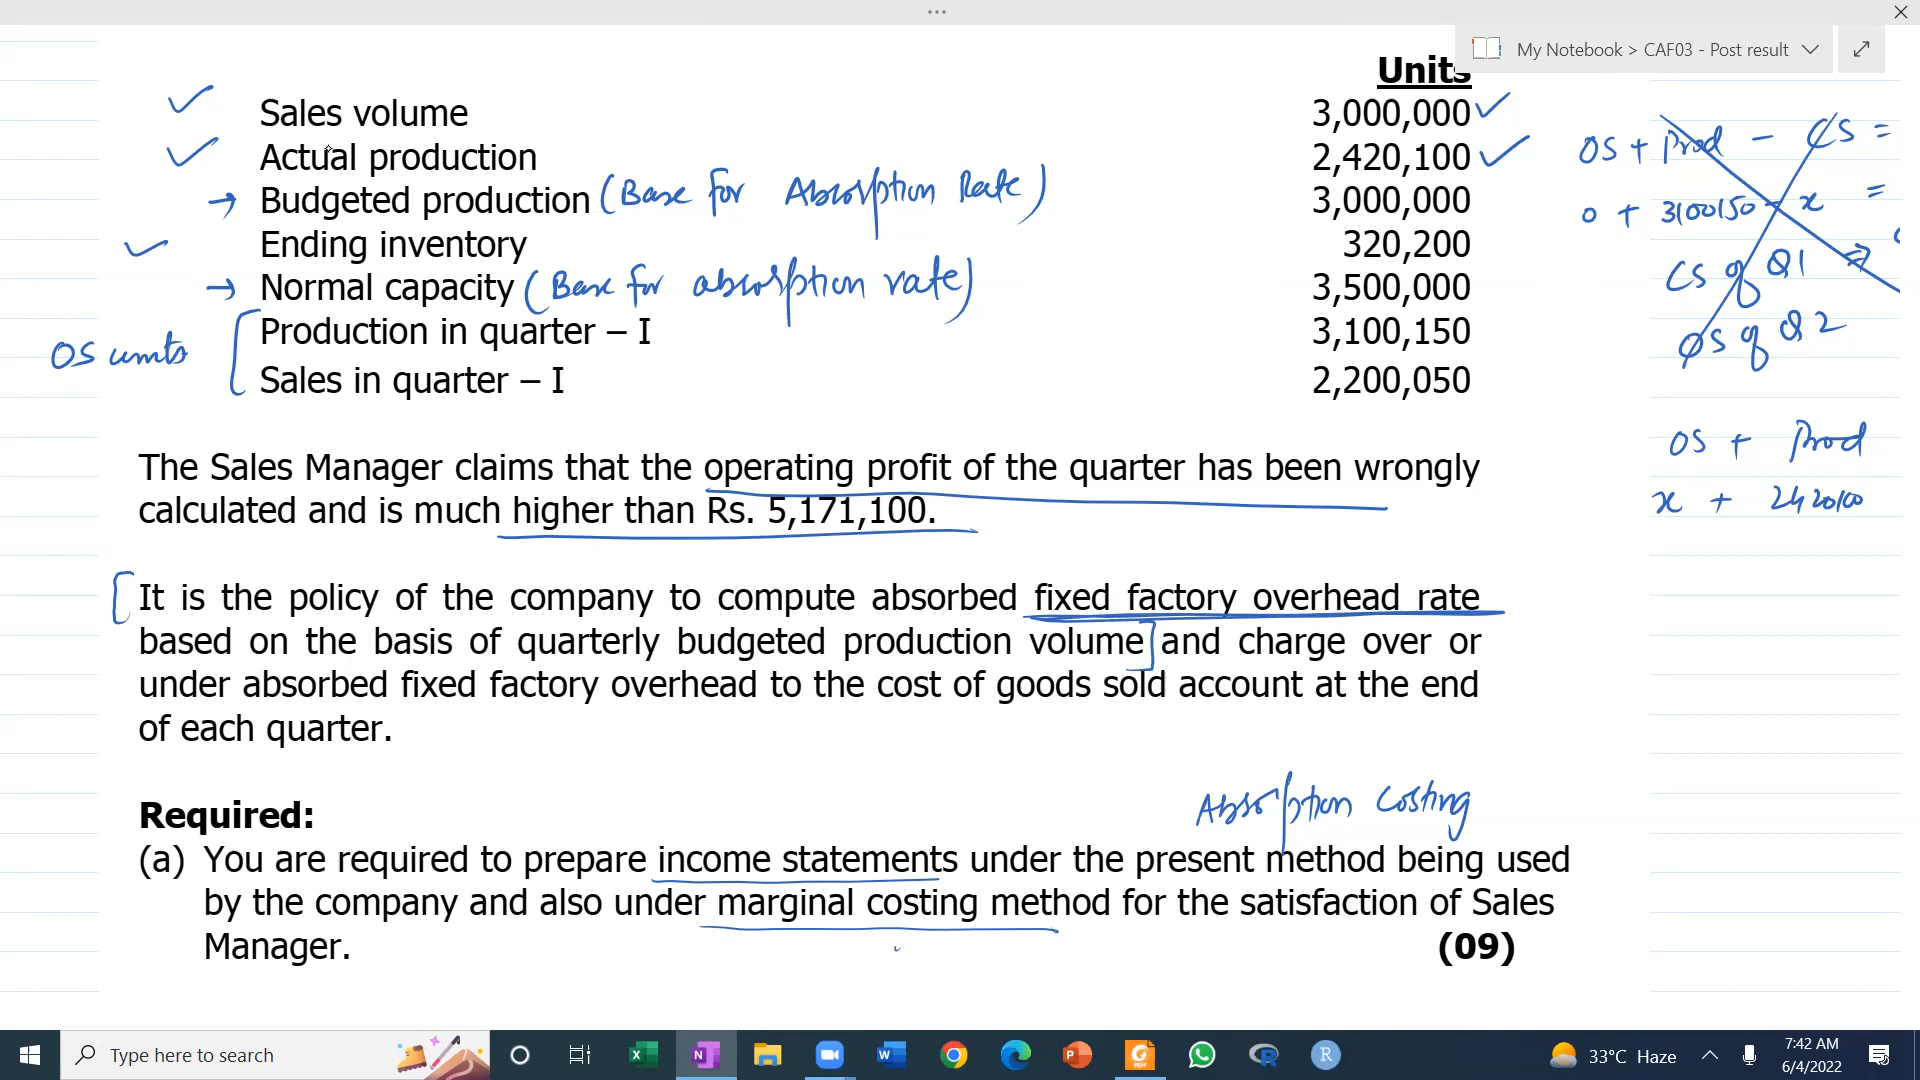 My Notebook > CAF03 - Post result
Units
Sales volume 3,000,000
Actual production 2,420,100
Budgeted production (Base for Absorption Rate) 3,000,000
Ending inventory 320,200
Normal capacity (Base for absorption rate) 3,500,000
Production in quarter – I 3,100,150
Sales in quarter – I 2,200,050
OS units
OS + Prod - CS =
0 + 3100150 - x =
CS of Q1 ⇒
OS of Q2
OS + Prod
x + 2420100
The Sales Manager claims that the operating profit of the quarter has been wrongly
calculated and is much higher than Rs. 5,171,100.
It is the policy of the company to compute absorbed fixed factory overhead rate
based on the basis of quarterly budgeted production volume and charge over or
under absorbed fixed factory overhead to the cost of goods sold account at the end
of each quarter.
Absorption Costing
Required:
(a) You are required to prepare income statements under the present method being used
by the company and also under marginal costing method for the satisfaction of Sales
Manager. (09)
Type here to search
33°C Haze
7:42 AM
6/4/2022